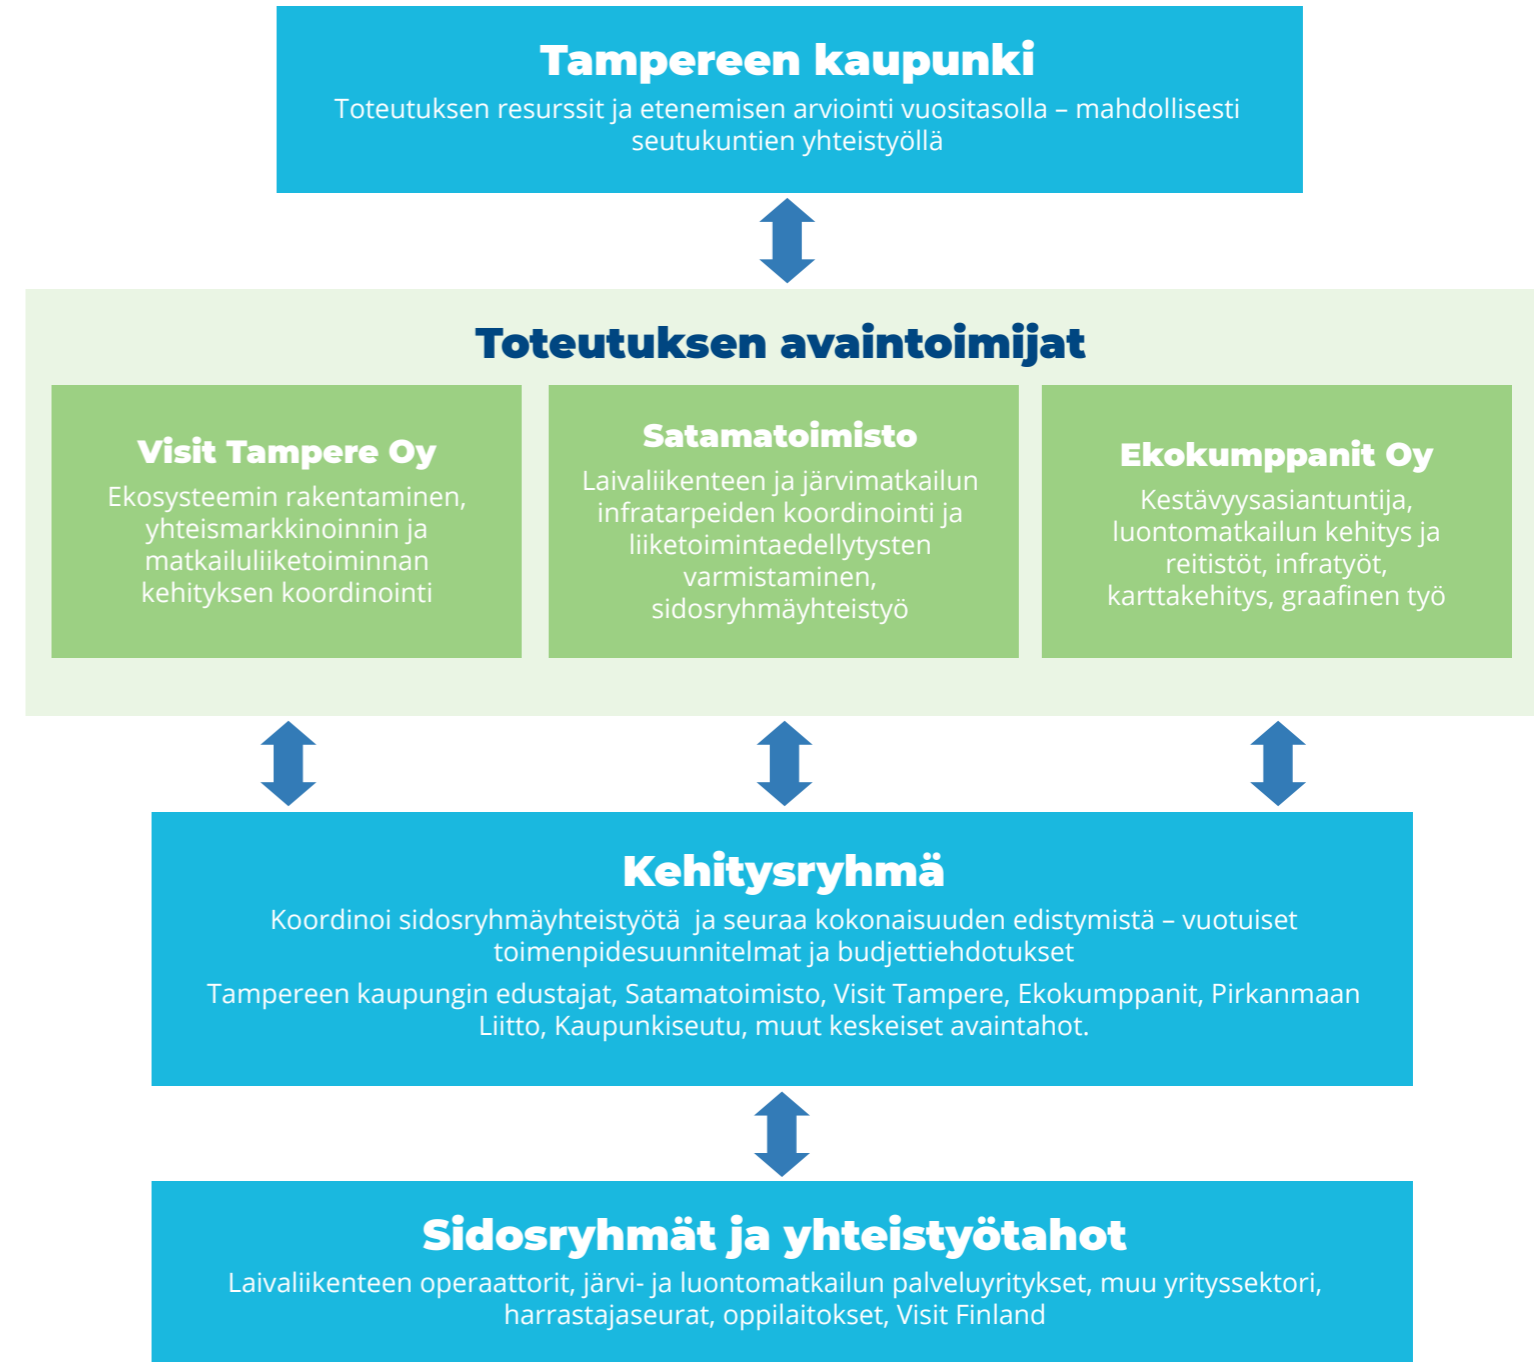 Tampereen kaupunki
Toteutuksen resurssit ja etenemisen arviointi vuositasolla – mahdollisesti
seutukuntien yhteistyöllä
Toteutuksen avaintoimijat
Visit Tampere Oy
Ekosysteemin rakentaminen,
yhteismarkkinoinnin ja
matkailuliiketoiminnan
kehityksen koordinointi
Satamatoimisto
Laivaliikenteen ja järvimatkailun
infratarpeiden koordinointi ja
liiketoimintaedellytysten
varmistaminen,
sidosryhmäyhteistyö
Ekokumppanit Oy
Kestävyysasiantuntija,
luontomatkailun kehitys ja
reitistöt, infratyöt,
karttakehitys, graafinen työ
Kehitysryhmä
Koordinoi sidosryhmäyhteistyötä ja seuraa kokonaisuuden edistymistä – vuotuiset
toimenpidesuunnitelmat ja budjettiehdotukset
Tampereen kaupungin edustajat, Satamatoimisto, Visit Tampere, Ekokumppanit, Pirkanmaan
Liitto, Kaupunkiseutu, muut keskeiset avaintahot.
Sidosryhmät ja yhteistyötahot
Laivaliikenteen operaattorit, järvi- ja luontomatkailun palveluyritykset, muu yrityssektori,
harrastajaseurat, oppilaitokset, Visit Finland